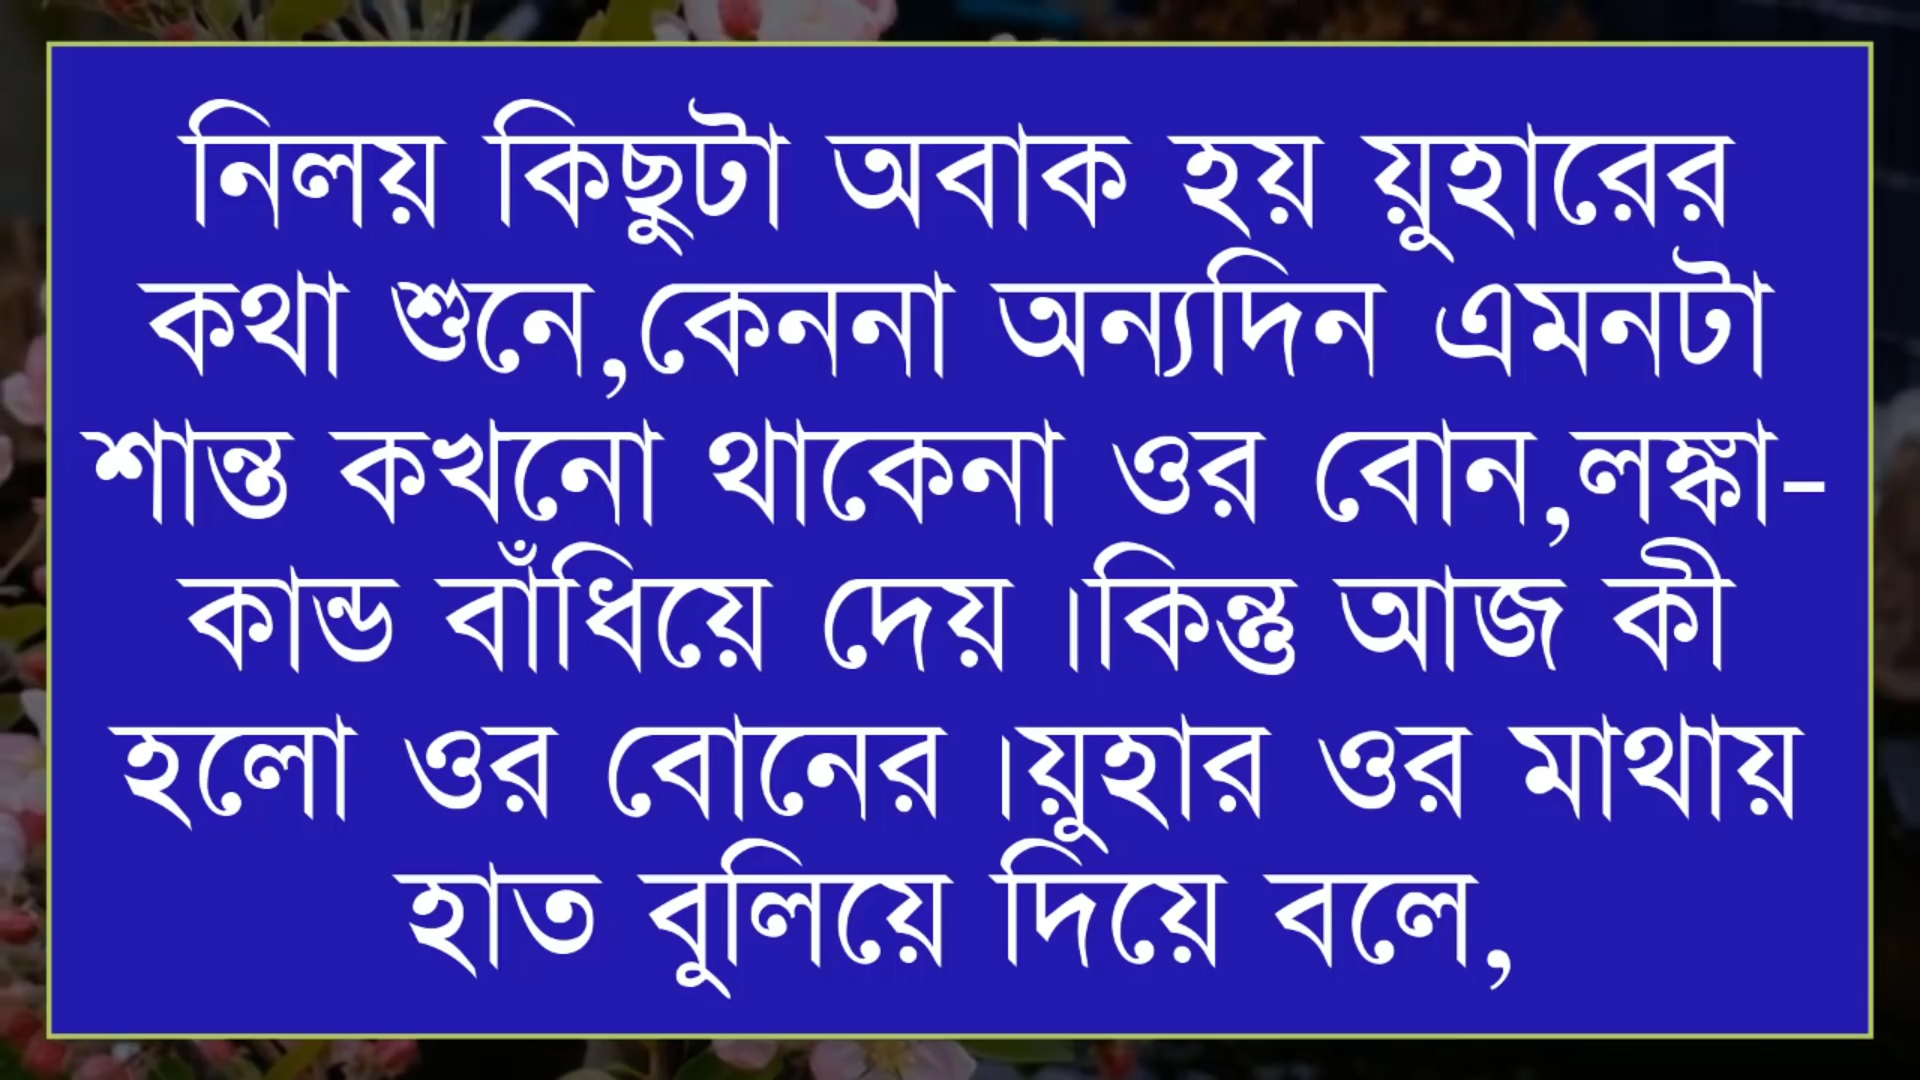 নিলয় কিছুটা অবাক হয় য়ুহারের
কথা শুনে,কেননা অন্যদিন এমনটা
শান্ত কখনো থাকেনা ওর বোন,লঙ্কা-
কান্ড বাঁধিয়ে দেয় ।কিন্তু আজ কী
হলো ওর বোনের ।য়ুহার ওর মাথায়
হাত বুলিয়ে দিয়ে বলে,